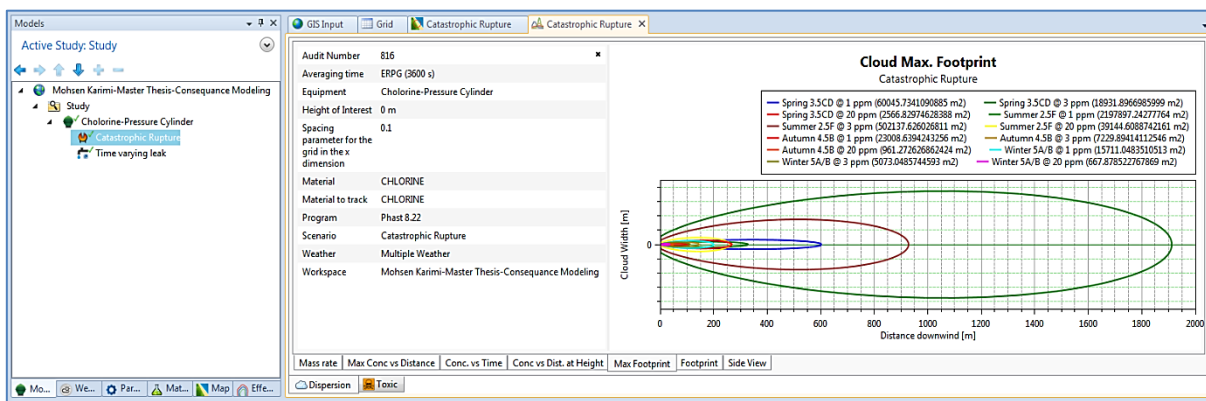 Models
Active Study: Study
Mohsen Karimi-Master Thesis-Consequance Modeling
Study
Cholorine-Pressure Cylinder
Catastrophic Rupture
Time varying leak
Mo... We... Par... Mat... Map Effe...
GIS Input Grid Catastrophic Rupture Catastrophic Rupture
Audit Number 816
Averaging time ERPG (3600 s)
Equipment Cholorine-Pressure Cylinder
Height of Interest 0 m
Spacing 0.1
parameter for the
grid in the x
dimension
Material CHLORINE
Material to track CHLORINE
Program Phast 8.22
Scenario Catastrophic Rupture
Weather Multiple Weather
Workspace Mohsen Karimi-Master Thesis-Consequance Modeling
Cloud Max. Footprint
Catastrophic Rupture
Spring 3.5CD @ 1 ppm (60045.7341090885 m2) Spring 3.5CD @ 3 ppm (18931.8966985999 m2)
Spring 3.5CD @ 20 ppm (2566.82974628388 m2) Summer 2.5F @ 1 ppm (2197897.24277764 m2)
Summer 2.5F @ 3 ppm (502137.626026811 m2) Summer 2.5F @ 20 ppm (39144.6088742161 m2)
Autumn 4.5B @ 1 ppm (23008.6394243256 m2) Autumn 4.5B @ 3 ppm (7229.89414112546 m2)
Autumn 4.5B @ 20 ppm (961.272626862424 m2) Winter 5A/B @ 1 ppm (15711.0483510513 m2)
Winter 5A/B @ 3 ppm (5073.0485744593 m2) Winter 5A/B @ 20 ppm (667.878522767869 m2)
Cloud Width [m]
0
0 200 400 600 800 1000 1200 1400 1600 1800 2000
Distance downwind [m]
Mass rate Max Conc vs Distance Conc. vs Time Conc vs Dist. at Height Max Footprint Footprint Side View
Dispersion Toxic